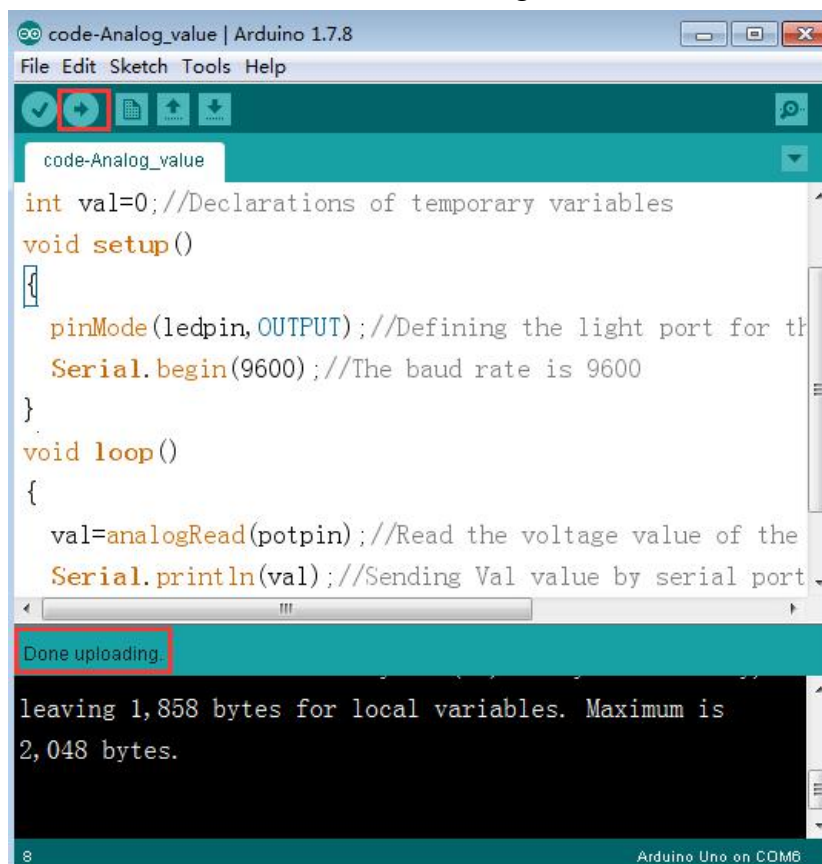 code-Analog_value | Arduino 1.7.8
File Edit Sketch Tools Help
code-Analog_value
int val=0;//Declarations of temporary variables
void setup()
{
pinMode(ledpin,OUTPUT);//Defining the light port for th
Serial.begin(9600);//The baud rate is 9600
}
void loop()
{
val=analogRead(potpin);//Read the voltage value of the
Serial.println(val);//Sending Val value by serial port
Done uploading.
leaving 1,858 bytes for local variables. Maximum is
2,048 bytes.
8 Arduino Uno on COM6